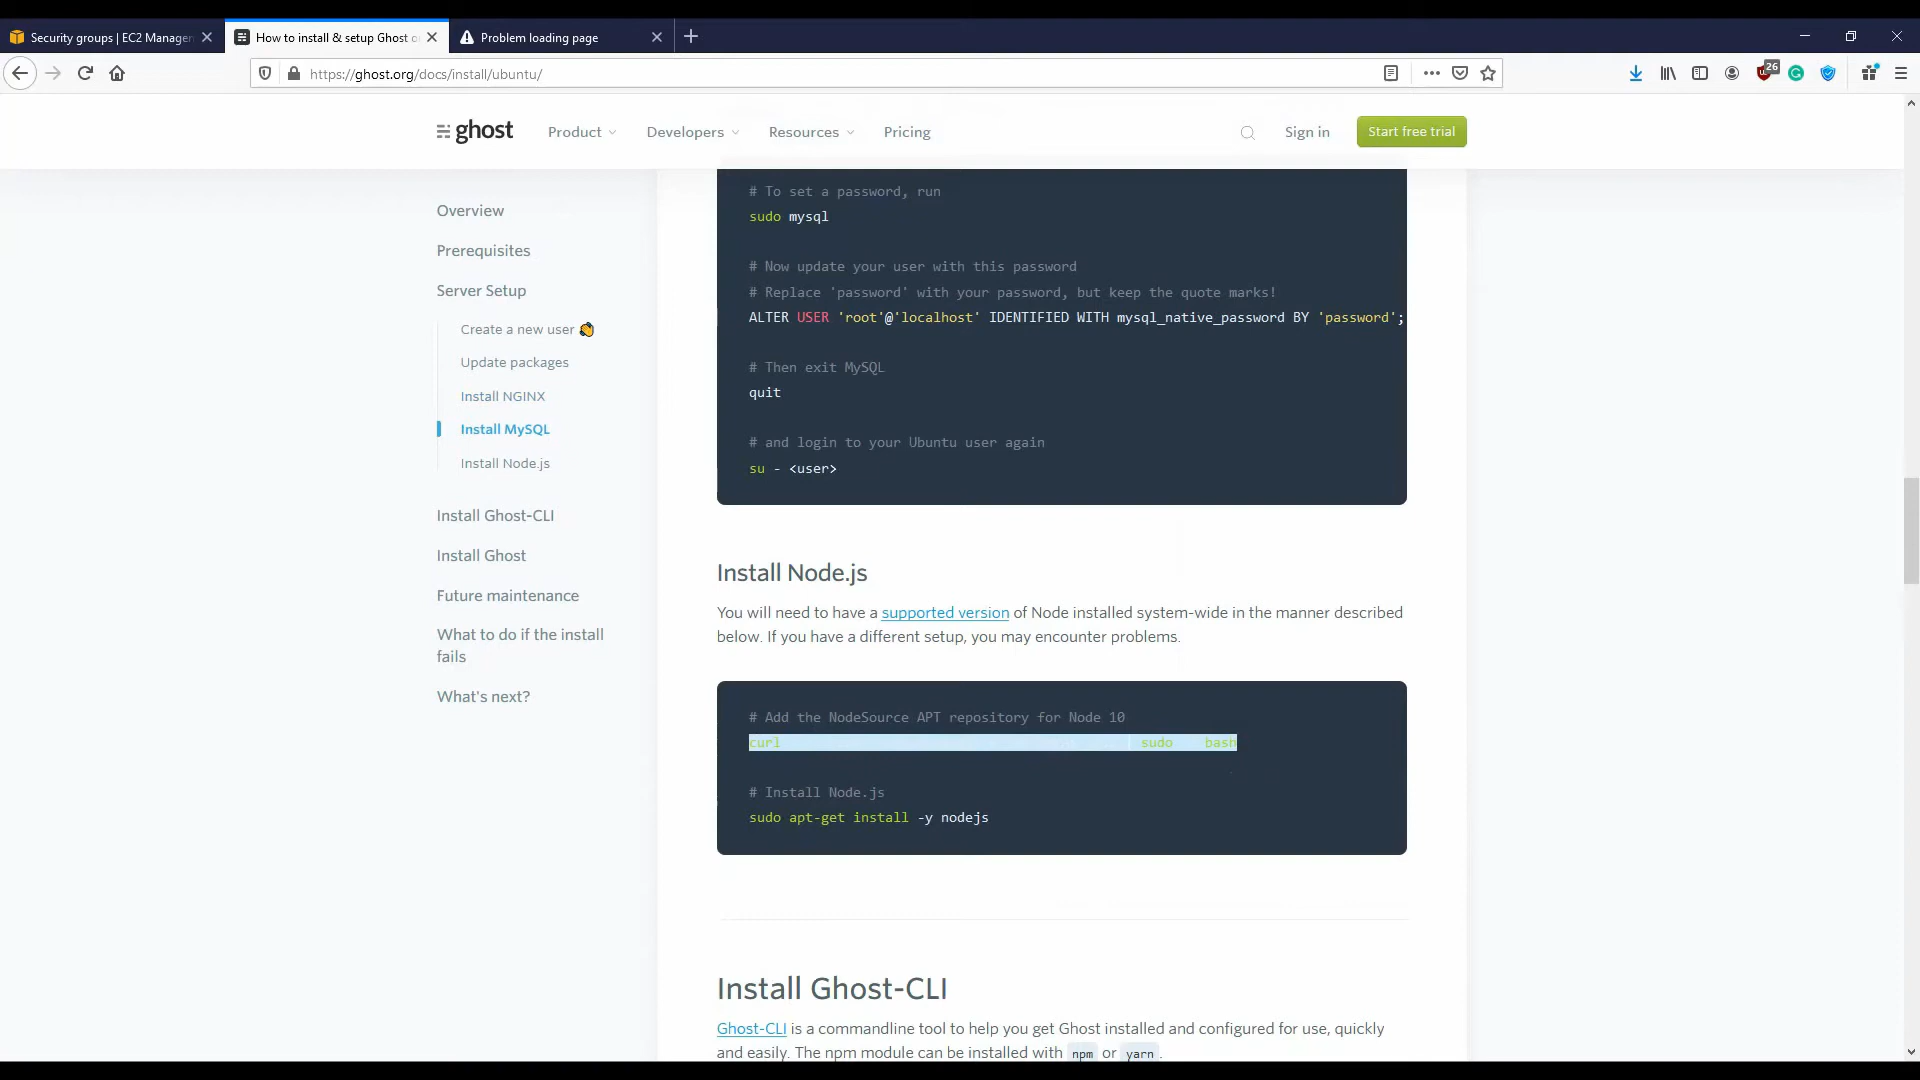 Security groups | EC2 Manager
How to install & setup Ghost o
Problem loading page
https://ghost.org/docs/install/ubuntu/
26
ghost
Product
Developers
Resources
Pricing
Sign in
Start free trial
Overview
Prerequisites
Server Setup
Create a new user
Update packages
Install NGINX
Install MySQL
Install Node.js
Install Ghost-CLI
Install Ghost
Future maintenance
What to do if the install
fails
What's next?
# To set a password, run
sudo mysql
# Now update your user with this password
# Replace 'password' with your password, but keep the quote marks!
ALTER USER 'root'@'localhost' IDENTIFIED WITH mysql_native_password BY 'password';
# Then exit MySQL
quit
# and login to your Ubuntu user again
su - <user>
Install Node.js
You will need to have a supported version of Node installed system-wide in the manner described
below. If you have a different setup, you may encounter problems.
# Add the NodeSource APT repository for Node 10
curl | sudo bash
# Install Node.js
sudo apt-get install -y nodejs
Install Ghost-CLI
Ghost-CLI is a commandline tool to help you get Ghost installed and configured for use, quickly
and easily. The npm module can be installed with npm or yarn.